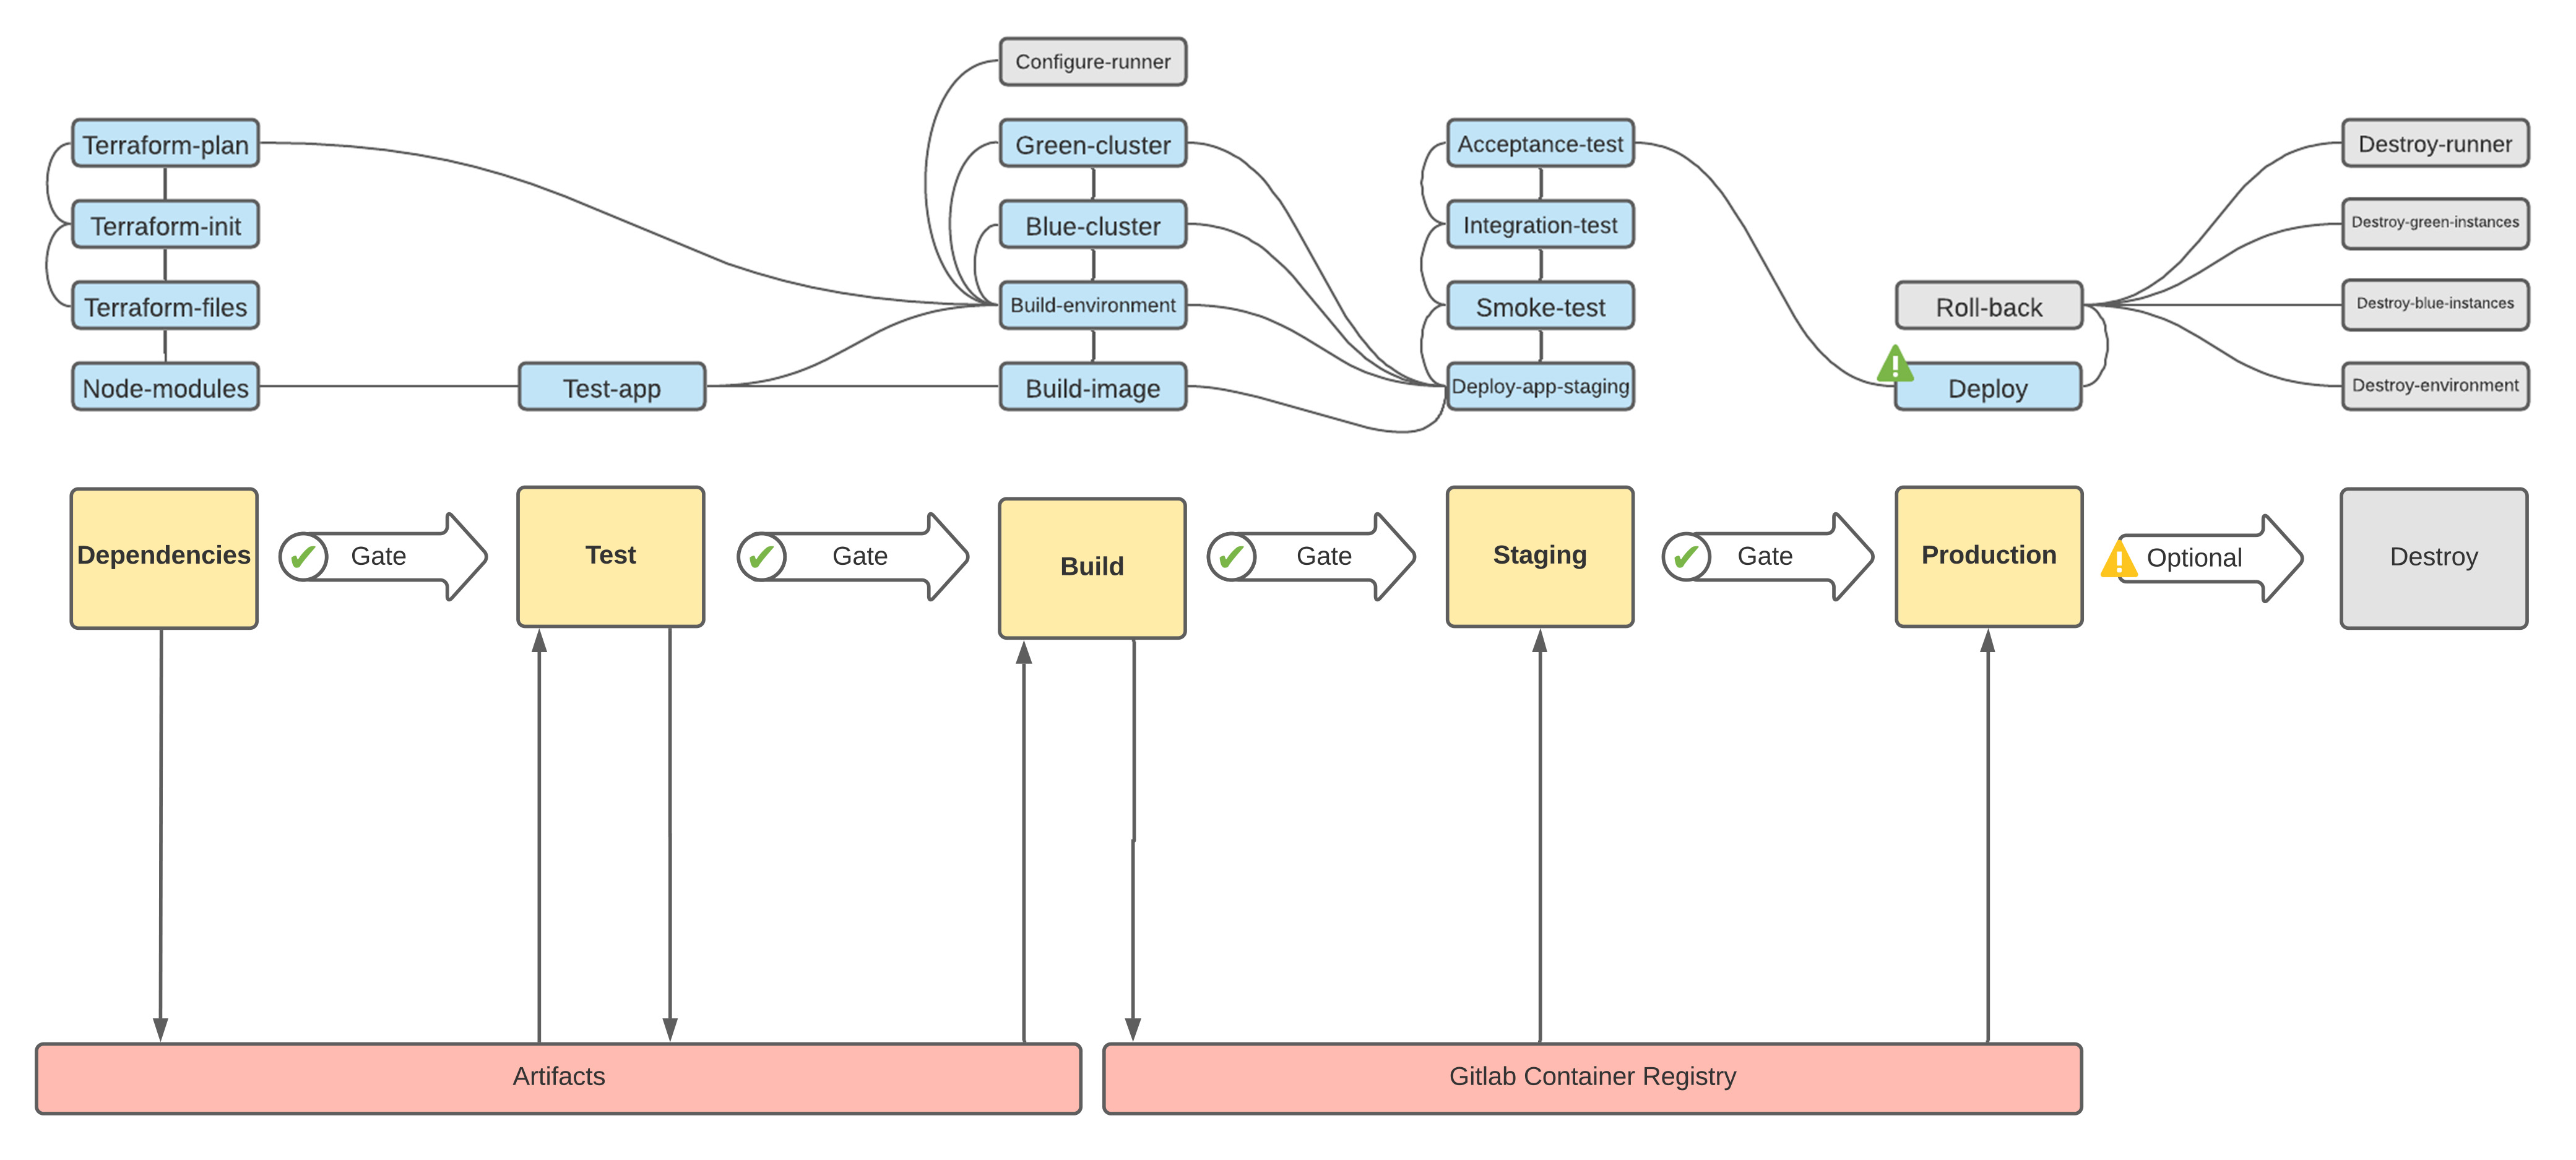 Configure-runner
Terraform-plan
Green-cluster
Acceptance-test
Destroy-runner
Terraform-init
Blue-cluster
Integration-test
Destroy-green-instances
Terraform-files
Build-environment
Smoke-test
Roll-back
Destroy-blue-instances
Node-modules
Test-app
Build-image
Deploy-app-staging
Deploy
Destroy-environment
Dependencies
Gate
Test
Gate
Build
Gate
Staging
Gate
Production
Optional
Destroy
Artifacts
Gitlab Container Registry